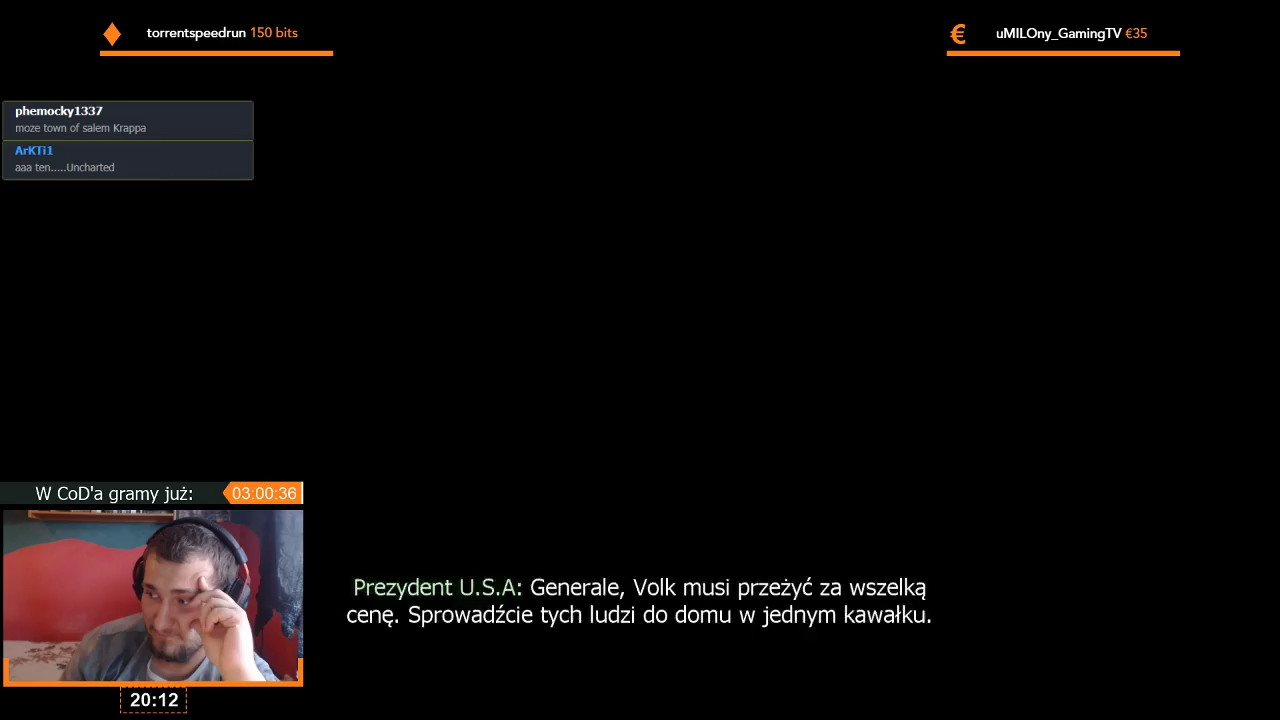 torrentspeedrun 150 bits
€ uMILOny_GamingTV €35
phemocky1337
moze town of salem Krappa
ArKTi1
aaa ten.....Uncharted
W CoD'a gramy już: 03:00:36
Prezydent U.S.A: Generale, Volk musi przeżyć za wszelką
cenę. Sprowadźcie tych ludzi do domu w jednym kawałku.
20:12